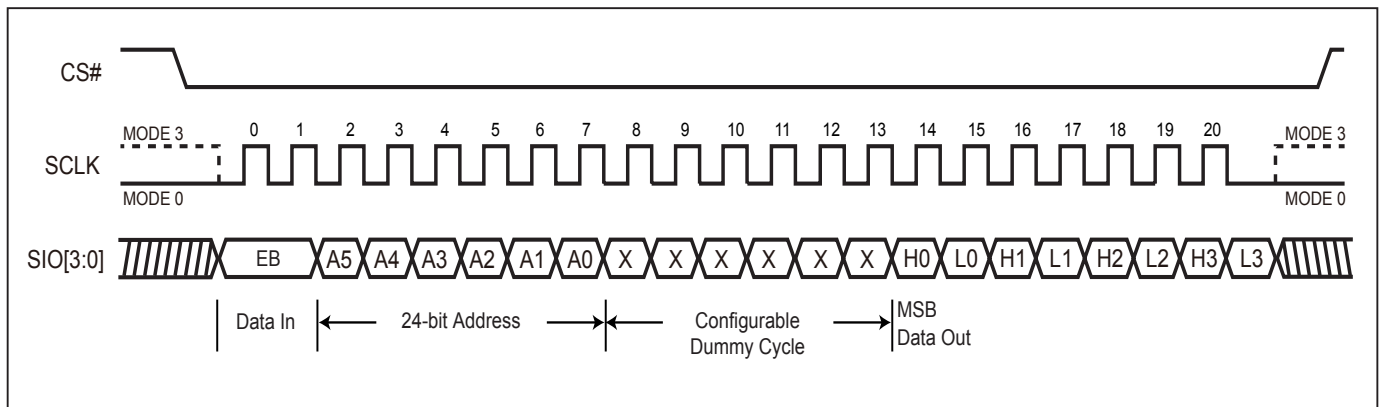 CS#
MODE 3 0 1 2 3 4 5 6 7 8 9 10 11 12 13 14 15 16 17 18 19 20 MODE 3
SCLK
MODE 0 MODE 0
SIO[3:0] EB A5 A4 A3 A2 A1 A0 X X X X X X H0 L0 H1 L1 H2 L2 H3 L3
Data In 24-bit Address Configurable MSB
Dummy Cycle Data Out